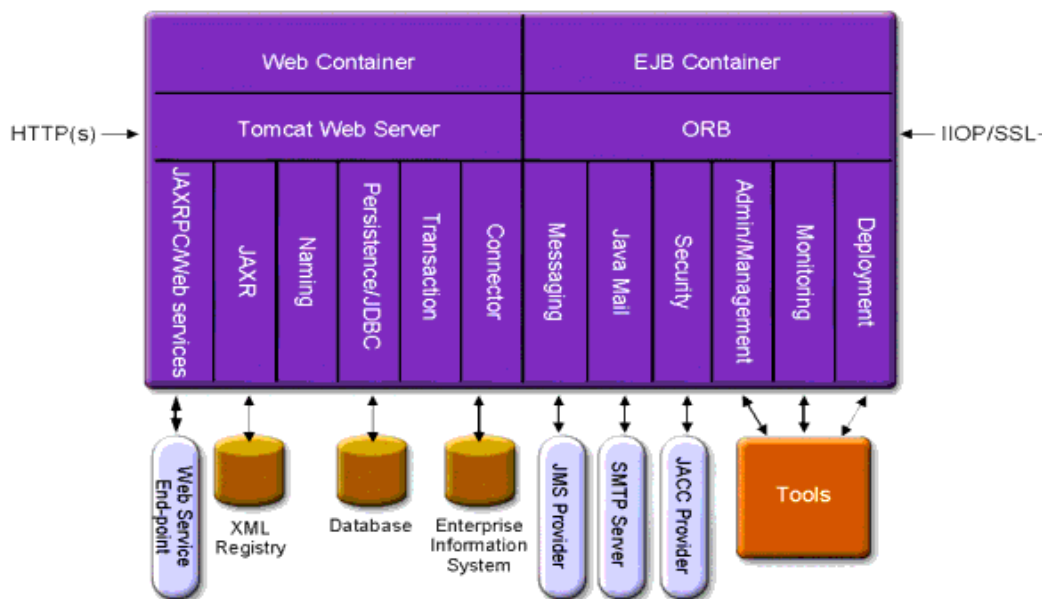 Web Container
EJB Container
HTTP(s)
Tomcat Web Server
ORB
IIOP/SSL
JAXRPC/Web services
JAXR
Naming
Persistence/JDBC
Transaction
Connector
Messaging
Java Mail
Security
Admin/Management
Monitoring
Deployment
Web Service
End-point
XML
Registry
Database
Enterprise
Information
System
JMS Provider
SMTP Server
JACC Provider
Tools